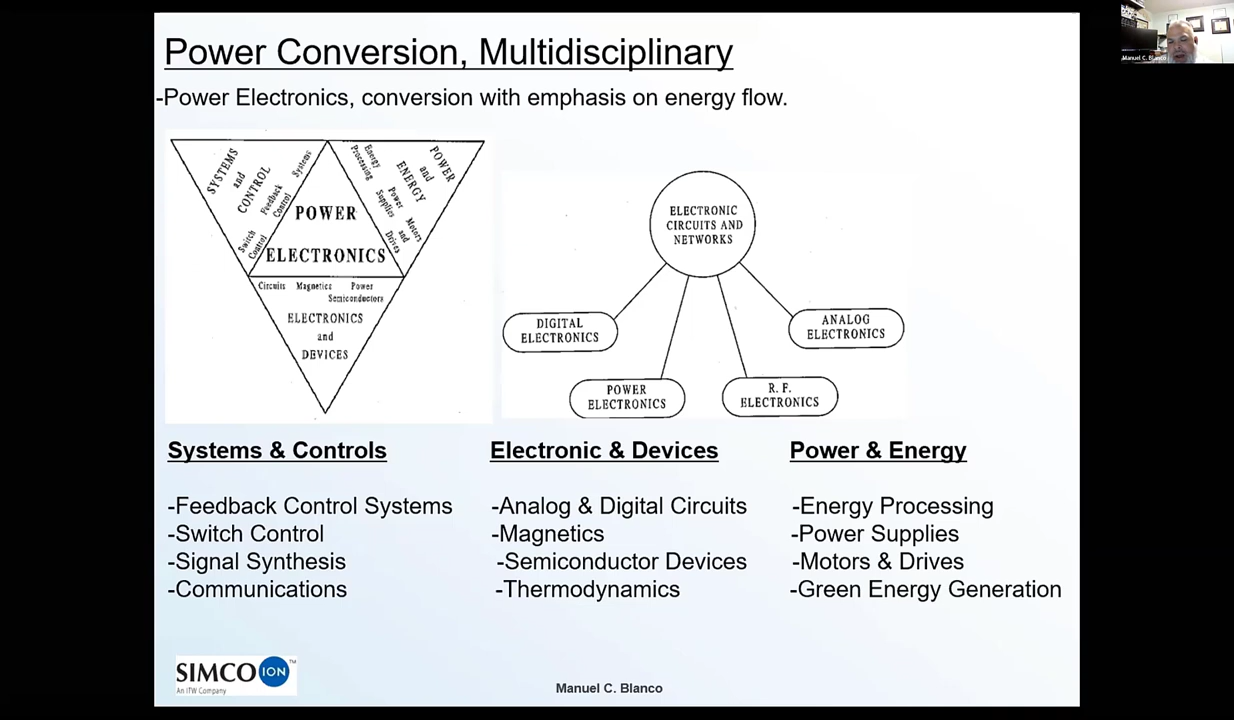 Power Conversion, Multidisciplinary
-Power Electronics, conversion with emphasis on energy flow.
SYSTEMS
and
CONTROL
Feedback
Control
Systems
Switch
Control
POWER
ELECTRONICS
Energy
Processing
POWER
and
ENERGY
Power
Supplies
Motors
and
Drives
Circuits Magnetics Power
Semiconductors
ELECTRONICS
and
DEVICES
ELECTRONIC
CIRCUITS AND
NETWORKS
DIGITAL
ELECTRONICS
POWER
ELECTRONICS
R. F.
ELECTRONICS
ANALOG
ELECTRONICS
Systems & Controls
-Feedback Control Systems
-Switch Control
-Signal Synthesis
-Communications
Electronic & Devices
-Analog & Digital Circuits
-Magnetics
-Semiconductor Devices
-Thermodynamics
Power & Energy
-Energy Processing
-Power Supplies
-Motors & Drives
-Green Energy Generation
SIMCO ION™
An ITW Company
Manuel C. Blanco
Manuel C. Blanco